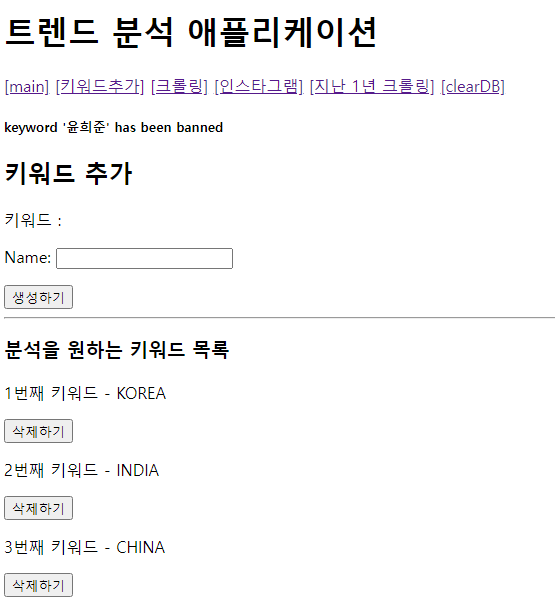 트렌드 분석 애플리케이션
[main] [키워드추가] [크롤링] [인스타그램] [지난 1년 크롤링] [clearDB]
keyword '윤희준' has been banned
키워드 추가
키워드 :
Name:
생성하기
분석을 원하는 키워드 목록
1번째 키워드 - KOREA
삭제하기
2번째 키워드 - INDIA
삭제하기
3번째 키워드 - CHINA
삭제하기